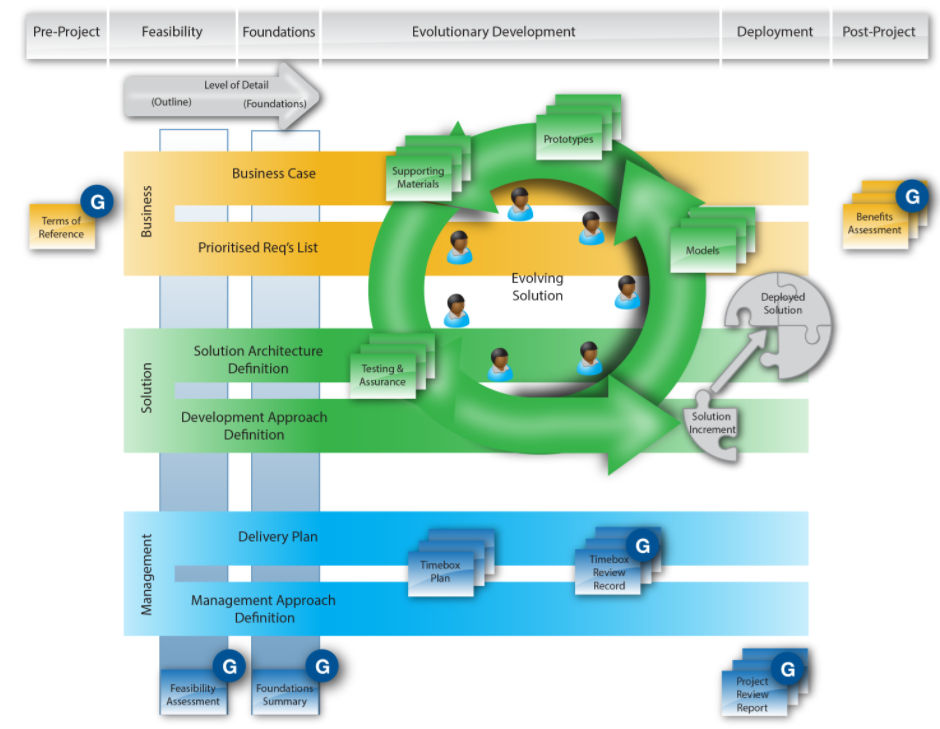 Pre-Project
Feasibility
Foundations
Evolutionary Development
Deployment
Post-Project
Level of Detail
(Outline)
(Foundations)
Business
Business Case
Prioritised Req's List
Terms of
Reference
G
Supporting
Materials
Prototypes
Models
Evolving
Solution
Benefits
Assessment
G
Deployed
Solution
Solution
Solution Architecture
Definition
Testing &
Assurance
Development Approach
Definition
Solution
Increment
Management
Delivery Plan
Timebox
Plan
Timebox
Review
Record
G
Management Approach
Definition
Feasibility
Assessment
G
Foundations
Summary
G
Project
Review
Report
G